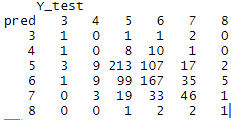 Y_test
pred 3 4 5 6 7 8
3 1 0 1 1 2 0
4 1 0 8 10 1 0
5 3 9 213 107 17 2
6 1 9 99 167 35 5
7 0 3 19 33 46 1
8 0 0 1 2 2 1